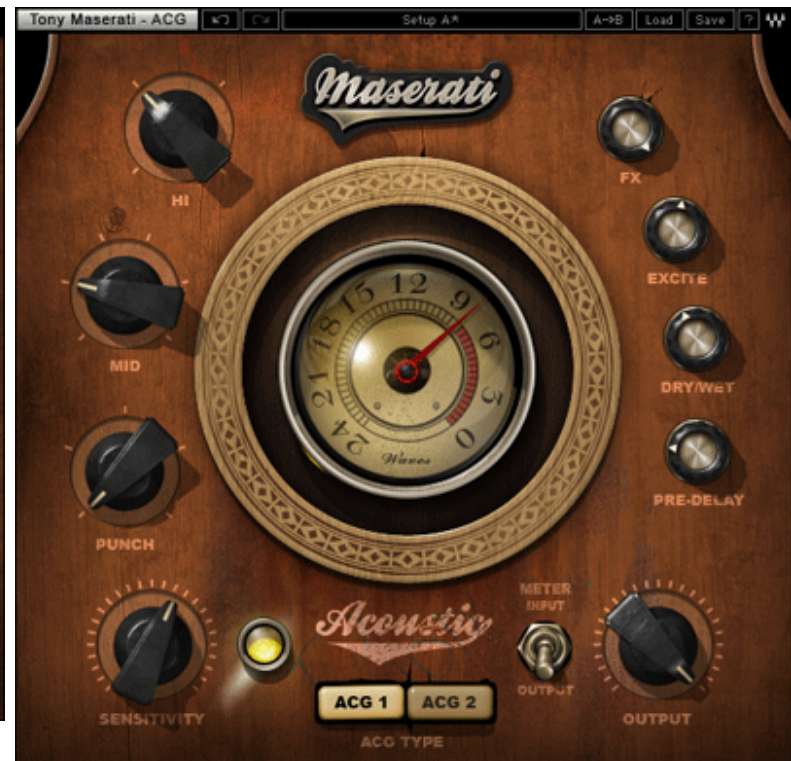 Tony Maserati - ACG
Setup A*
A->B
Load
Save
?
Maserati
HI
FX
EXCITE
MID
DRY/WET
PUNCH
PRE-DELAY
24 21 18 15 12 9 6 3 0
Waves
METER
INPUT
OUTPUT
Acoustic
SENSITIVITY
ACG 1
ACG 2
ACG TYPE
OUTPUT